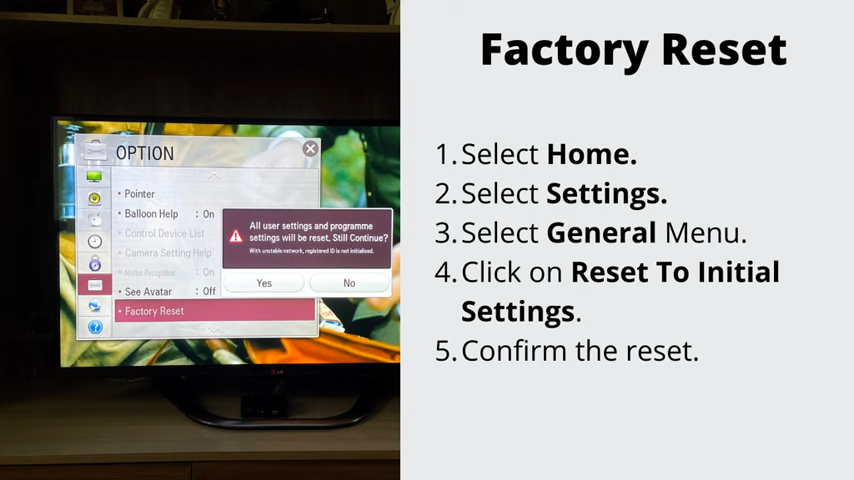 Factory Reset
1. Select Home.
2. Select Settings.
3. Select General Menu.
4. Click on Reset To Initial
Settings.
5. Confirm the reset.
OPTION
• Pointer
• Balloon Help : On
• Control Device List
• Camera Setting Help
• Motion Recognition : On
• See Avatar : Off
• Factory Reset
All user settings and programme
settings will be reset. Still Continue?
With unstable network, registered ID is not initialised.
Yes
No
LG